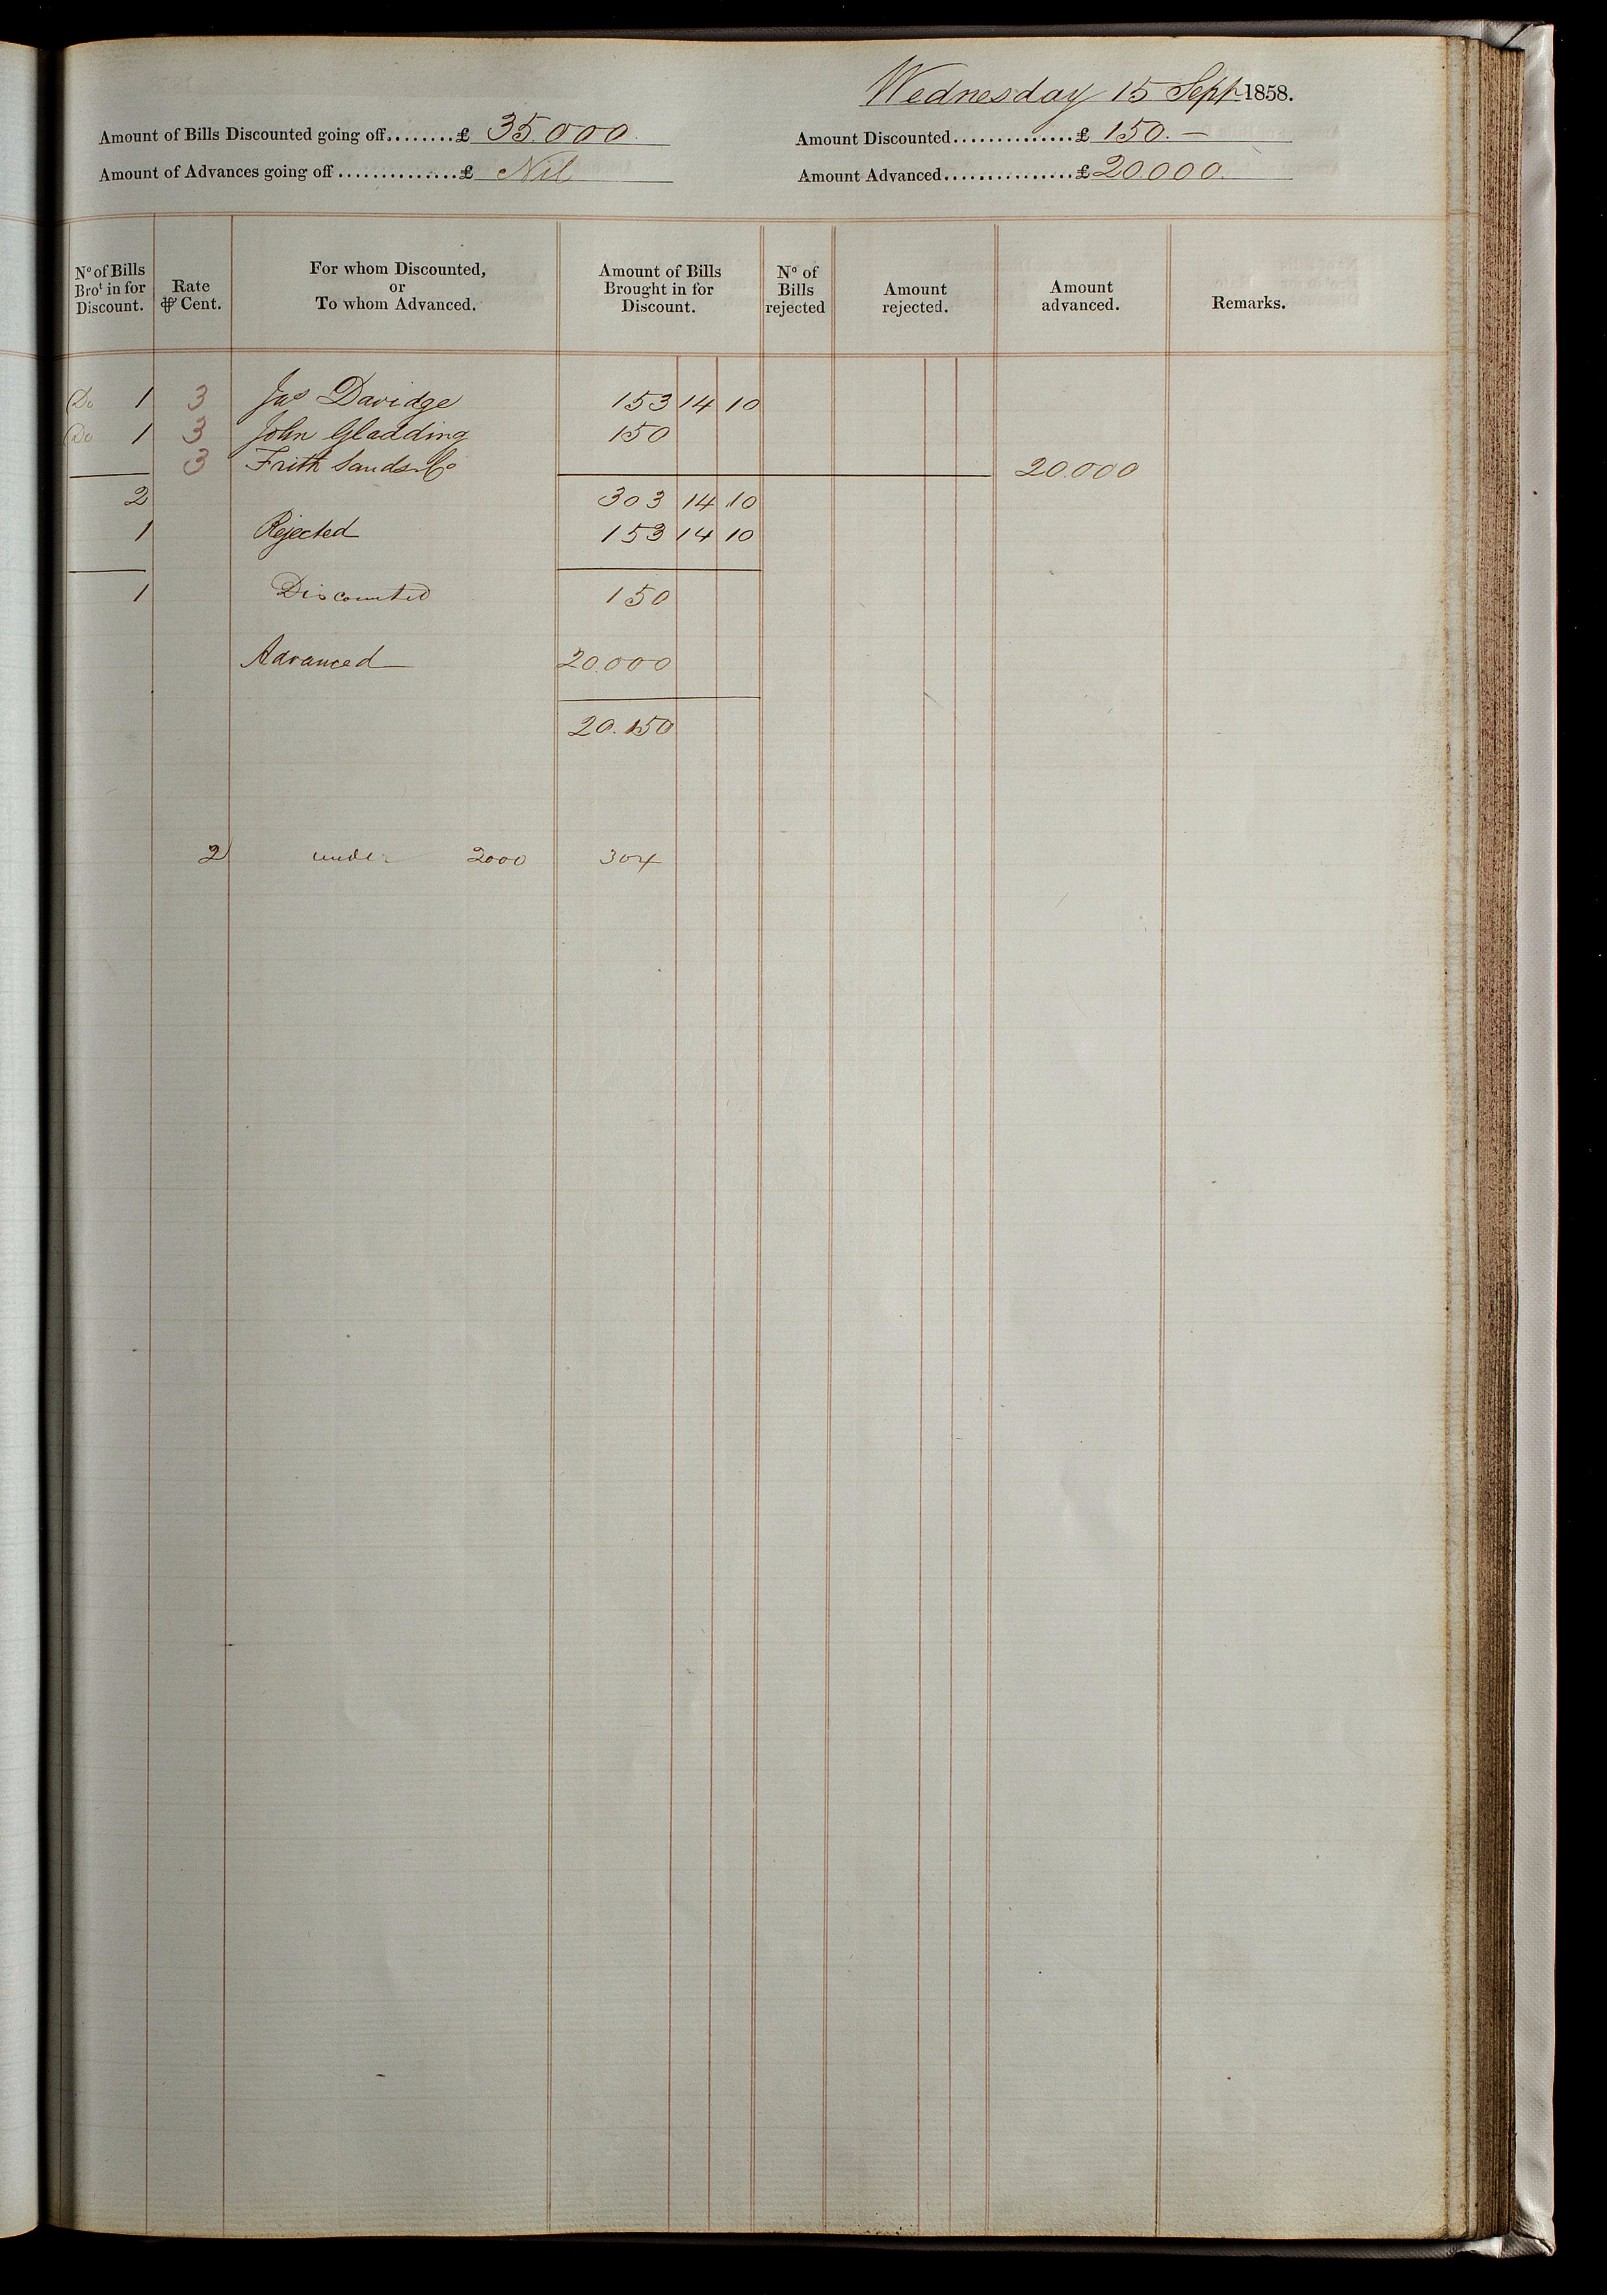 Wednesday 15 Sept 1858.
Amount of Bills Discounted going off........£ 35.000. Amount Discounted..............£ 150. –
Amount of Advances going off...............£ Nil Amount Advanced...............£ 20.000.
Nº of Bills Broᵗ in for Discount. Rate ⅌ Cent. For whom Discounted, or To whom Advanced. Amount of Bills Brought in for Discount. Nº of Bills rejected Amount rejected. Amount advanced. Remarks.
Do 1 3 Jaˢ Davidge 153 14 10
Do 1 3 John Gladding 150
3 Frith Sands & Cº 20.000
2 303 14 10
1 Rejected 153 14 10
1 Discounted 150
Advanced 20.000
20.150
2 under 2000 304